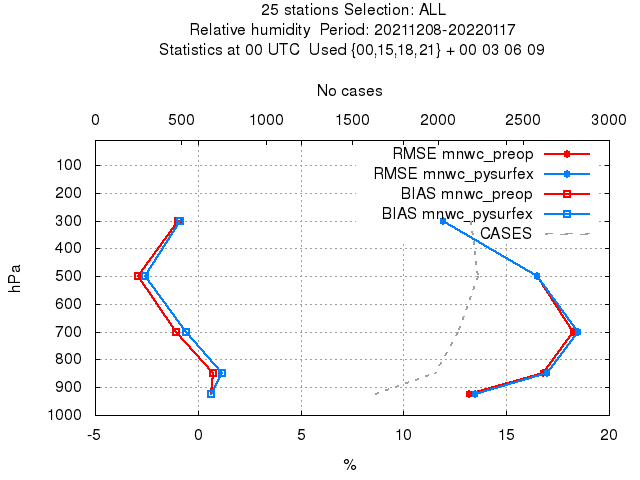 25 stations Selection: ALL
Relative humidity  Period: 20211208-20220117
Statistics at 00 UTC  Used {00,15,18,21} + 00 03 06 09
No cases
0 500 1000 1500 2000 2500 3000
RMSE mnwc_preop
RMSE mnwc_pysurfex
BIAS mnwc_preop
BIAS mnwc_pysurfex
CASES
100
200
300
400
500
600
700
800
900
1000
hPa
-5 0 5 10 15 20
%